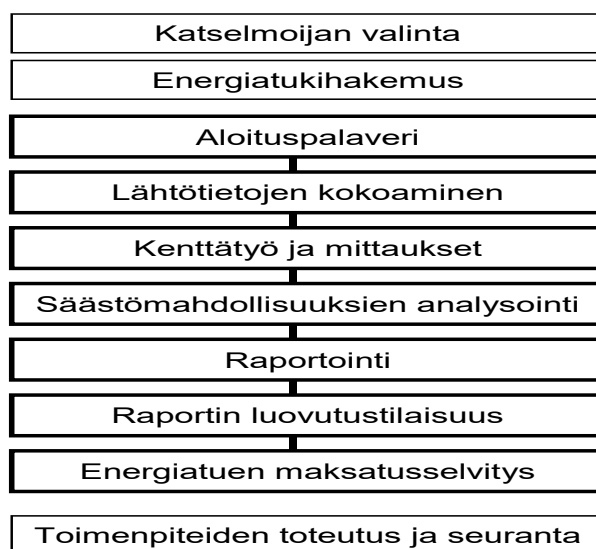 Katselmoijan valinta
Energiatukihakemus
Aloituspalaveri
Lähtötietojen kokoaminen
Kenttätyö ja mittaukset
Säästömahdollisuuksien analysointi
Raportointi
Raportin luovutustilaisuus
Energiatuen maksatusselvitys
Toimenpiteiden toteutus ja seuranta